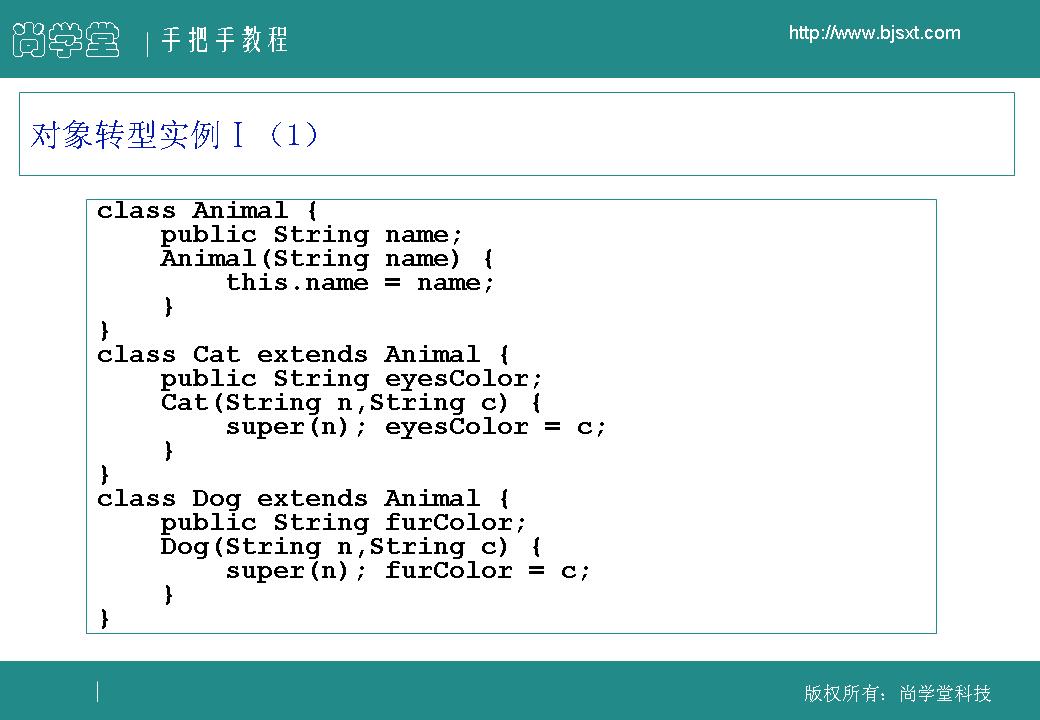 尚学堂 手把手教程 http://www.bjsxt.com
对象转型实例Ⅰ（1）
class Animal {
    public String name;
    Animal(String name) {
        this.name = name;
    }
}
class Cat extends Animal {
    public String eyesColor;
    Cat(String n,String c) {
        super(n); eyesColor = c;
    }
}
class Dog extends Animal {
    public String furColor;
    Dog(String n,String c) {
        super(n); furColor = c;
    }
}
版权所有：尚学堂科技